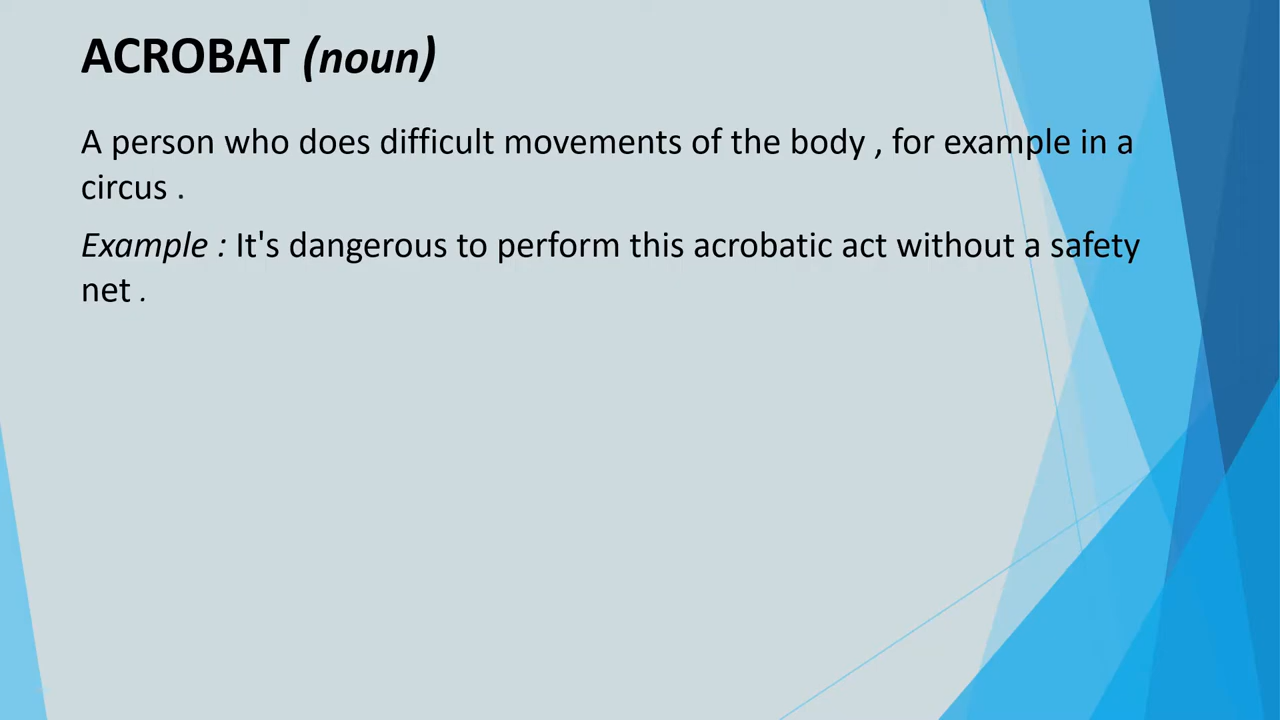 ACROBAT (noun)
A person who does difficult movements of the body , for example in a
circus .
Example : It's dangerous to perform this acrobatic act without a safety
net .